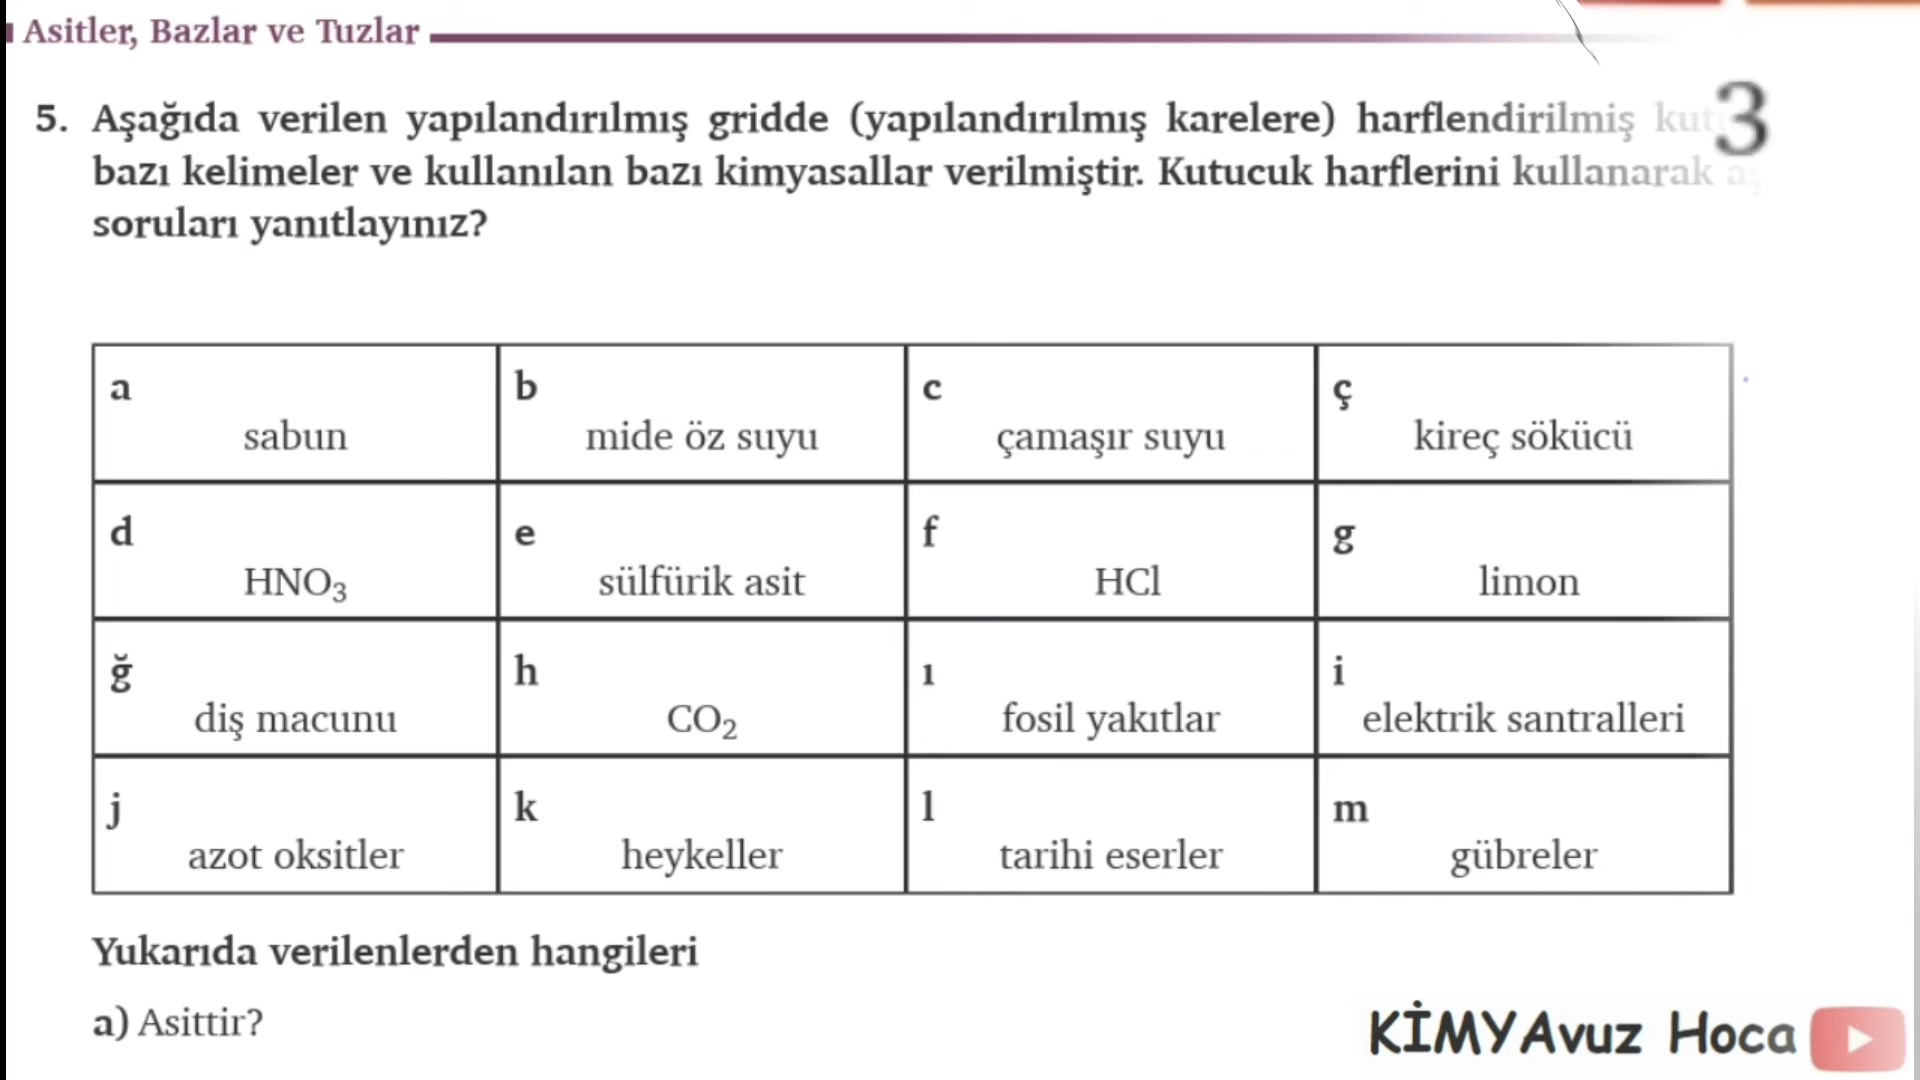 Asitler, Bazlar ve Tuzlar
3
5. Aşağıda verilen yapılandırılmış gridde (yapılandırılmış karelere) harflendirilmiş
bazı kelimeler ve kullanılan bazı kimyasallar verilmiştir. Kutucuk harflerini kullanarak
soruları yanıtlayınız?
a sabun
b mide öz suyu
c çamaşır suyu
ç kireç sökücü
d HNO₃
e sülfürik asit
f HCl
g limon
ğ diş macunu
h CO₂
ı fosil yakıtlar
i elektrik santralleri
j azot oksitler
k heykeller
l tarihi eserler
m gübreler
Yukarıda verilenlerden hangileri
a) Asittir?
KİMYAvuz Hoca